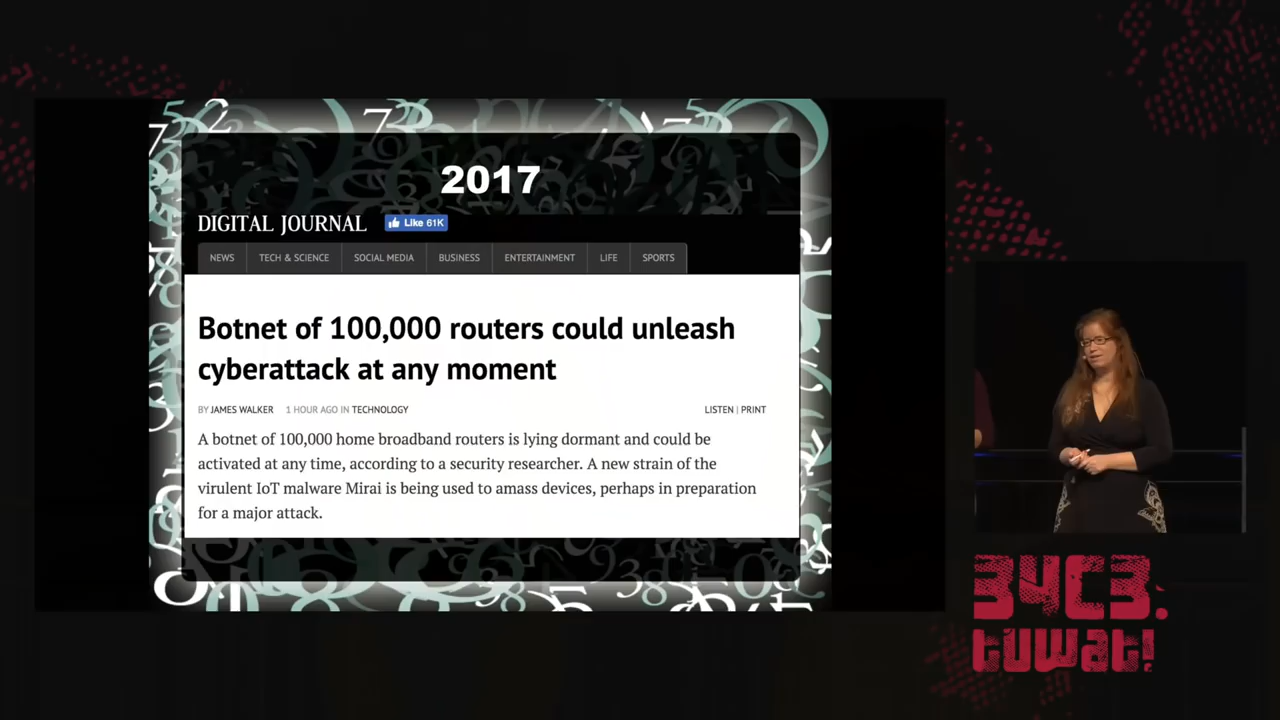 2017
DIGITAL JOURNAL
Like 61K
NEWS
TECH & SCIENCE
SOCIAL MEDIA
BUSINESS
ENTERTAINMENT
LIFE
SPORTS
Botnet of 100,000 routers could unleash
cyberattack at any moment
BY JAMES WALKER 1 HOUR AGO IN TECHNOLOGY
LISTEN | PRINT
A botnet of 100,000 home broadband routers is lying dormant and could be
activated at any time, according to a security researcher. A new strain of the
virulent IoT malware Mirai is being used to amass devices, perhaps in preparation
for a major attack.
34C3.
tuwat!